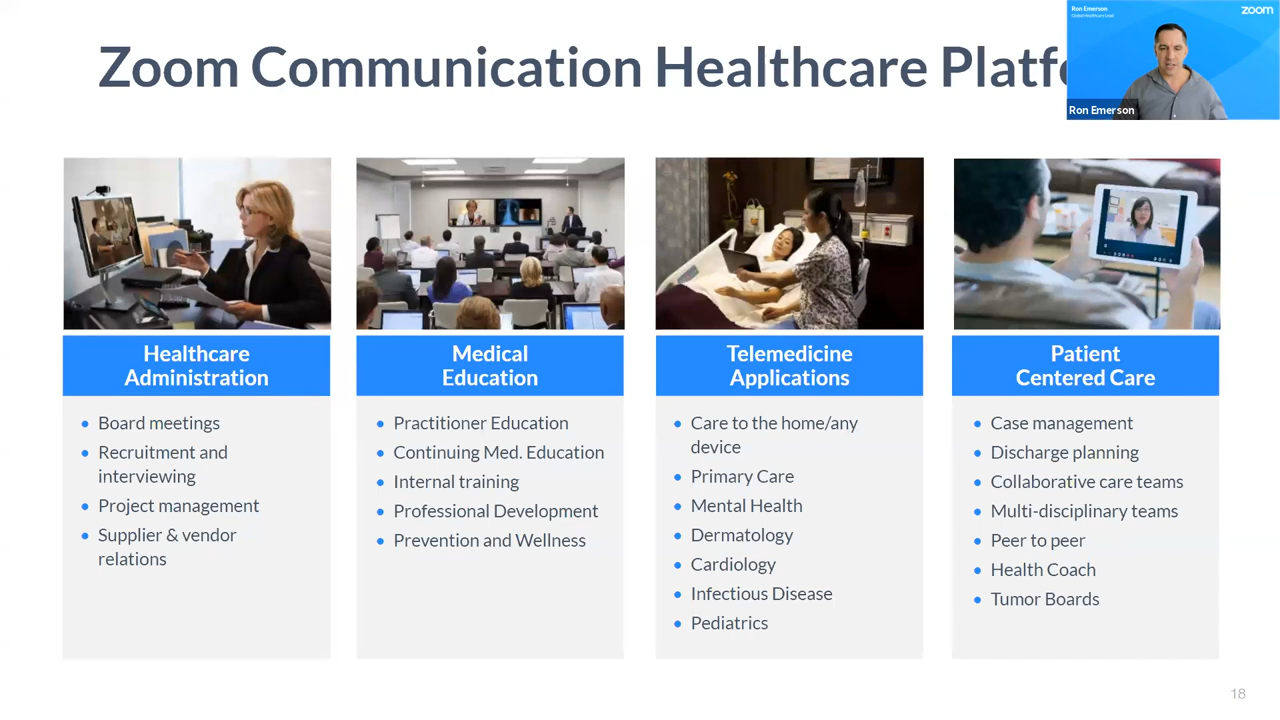 Zoom Communication Healthcare Platf
Ron Emerson
Global Healthcare Lead
zoom
Ron Emerson
Healthcare
Administration
Board meetings
Recruitment and
interviewing
Project management
Supplier & vendor
relations
Medical
Education
Practitioner Education
Continuing Med. Education
Internal training
Professional Development
Prevention and Wellness
Telemedicine
Applications
Care to the home/any
device
Primary Care
Mental Health
Dermatology
Cardiology
Infectious Disease
Pediatrics
Patient
Centered Care
Case management
Discharge planning
Collaborative care teams
Multi-disciplinary teams
Peer to peer
Health Coach
Tumor Boards
18